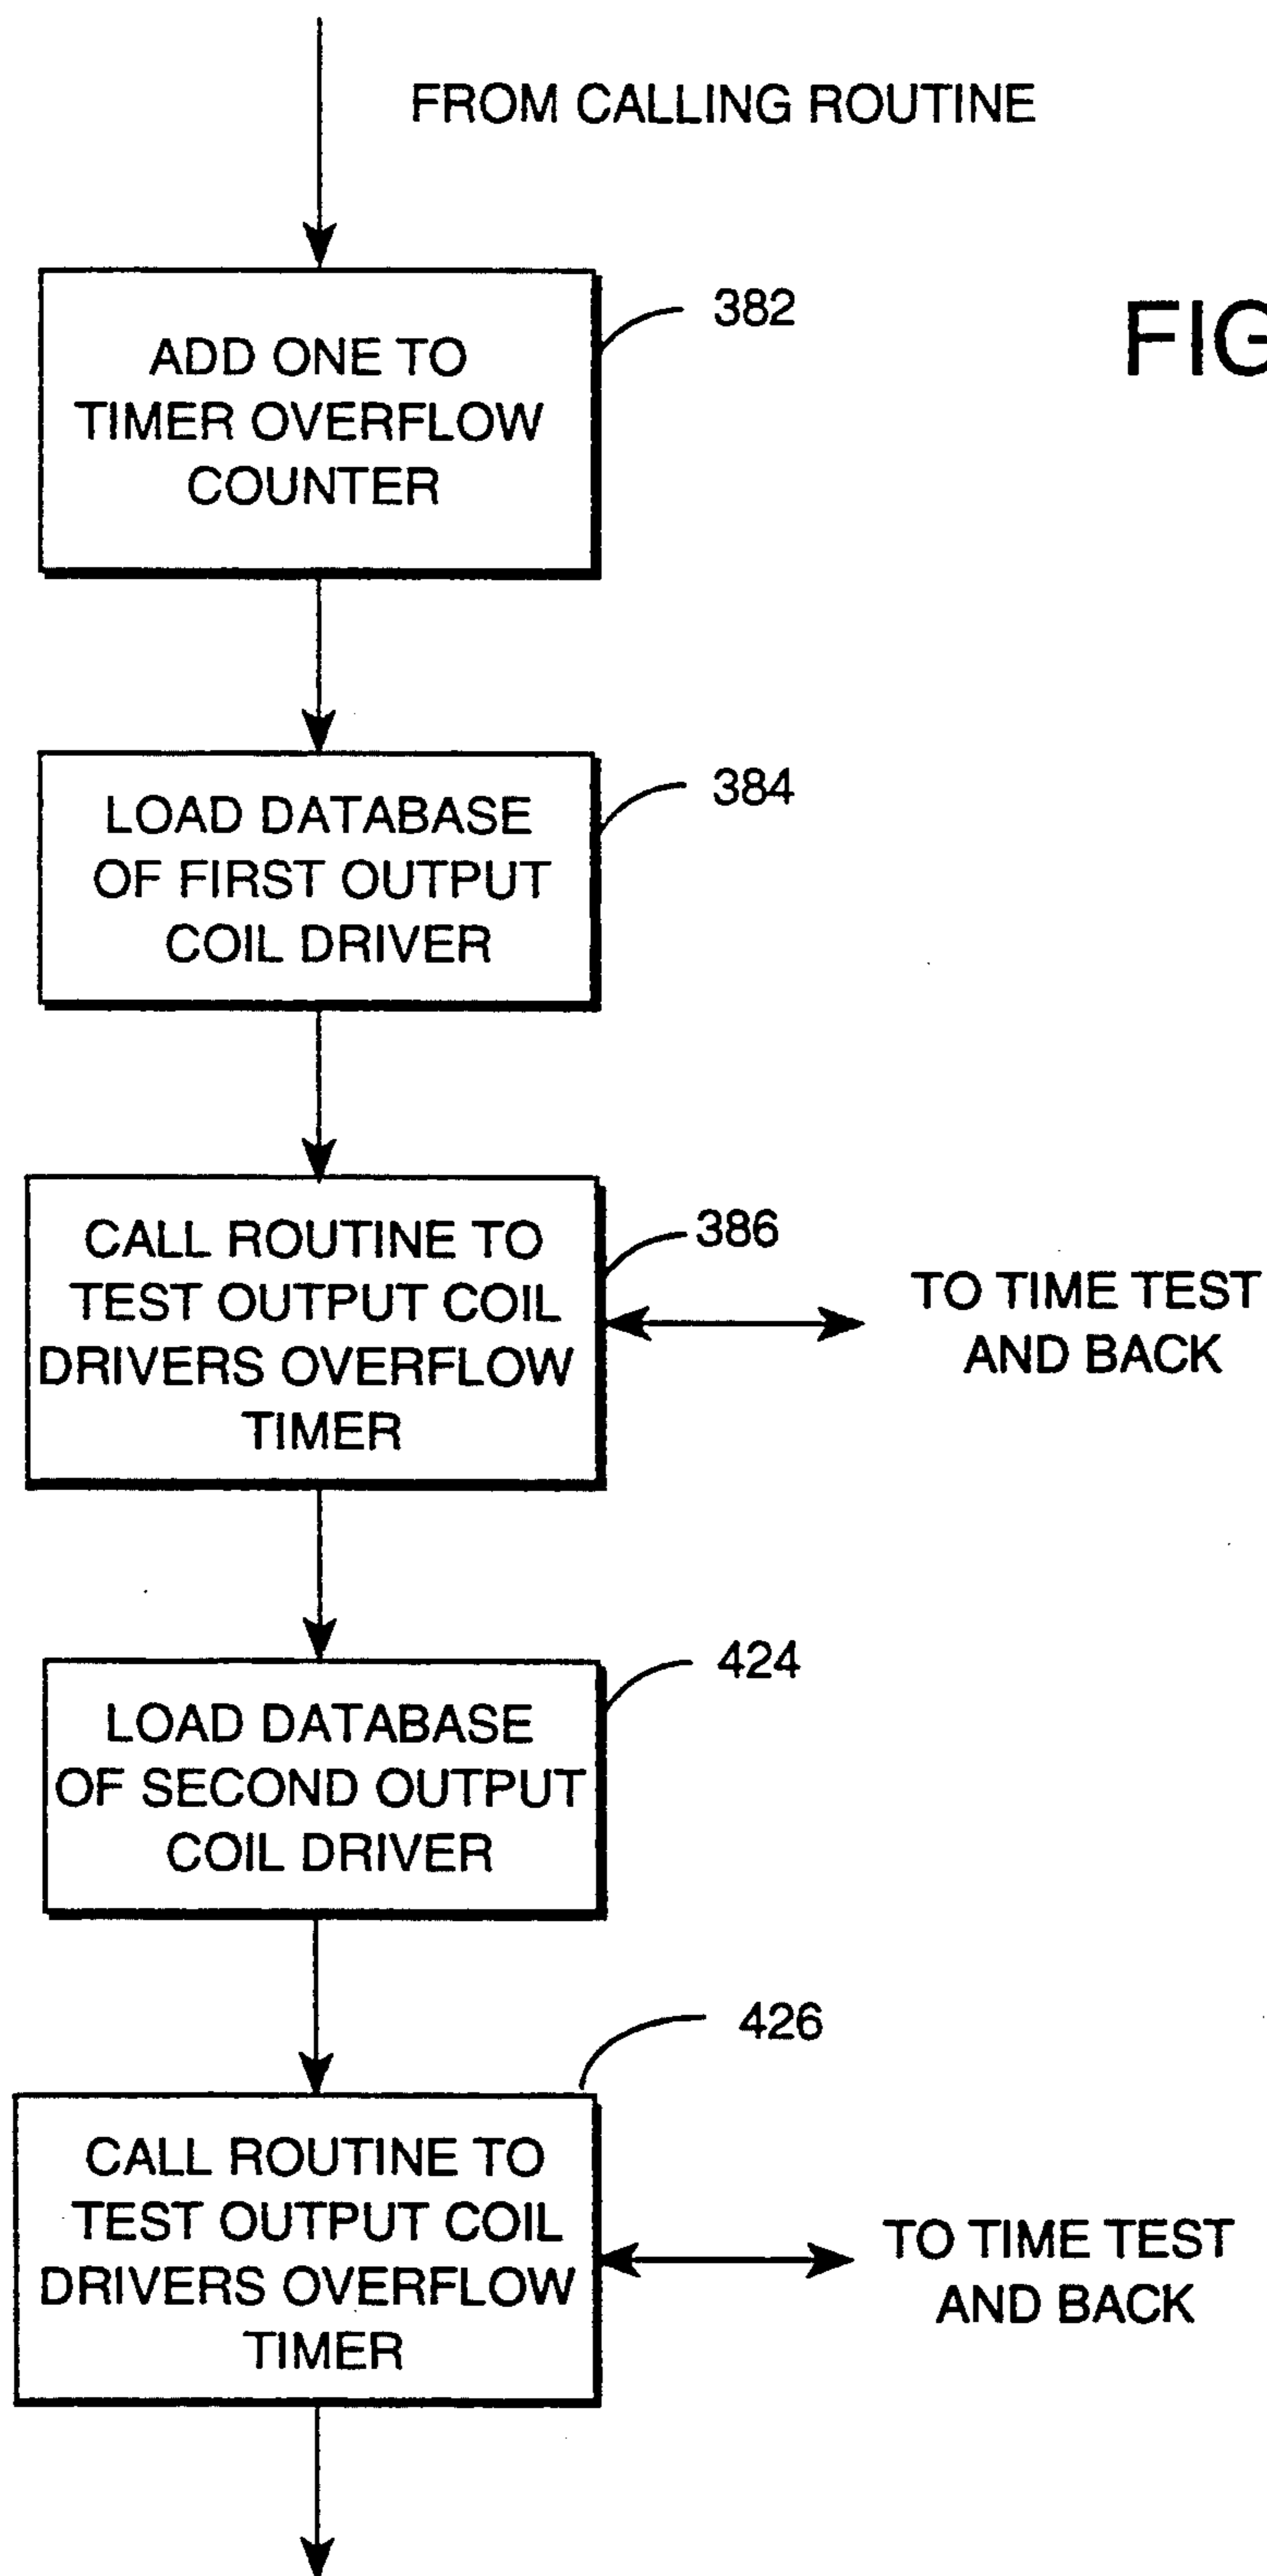 FROM CALLING ROUTINE
382
FIG
ADD ONE TO
TIMER OVERFLOW
COUNTER
384
LOAD DATABASE
OF FIRST OUTPUT
COIL DRIVER
386
CALL ROUTINE TO
TEST OUTPUT COIL
DRIVERS OVERFLOW
TIMER
TO TIME TEST
AND BACK
424
LOAD DATABASE
OF SECOND OUTPUT
COIL DRIVER
426
CALL ROUTINE TO
TEST OUTPUT COIL
DRIVERS OVERFLOW
TIMER
TO TIME TEST
AND BACK